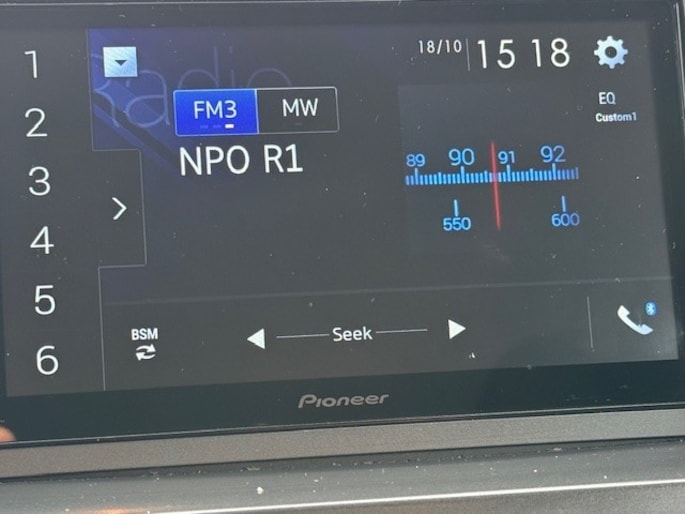 1
2
3
4
5
6
Radio
18/10 15 18
FM3 MW
EQ
Custom1
NPO R1
89 90 91 92
550 600
BSM
Seek
Pioneer